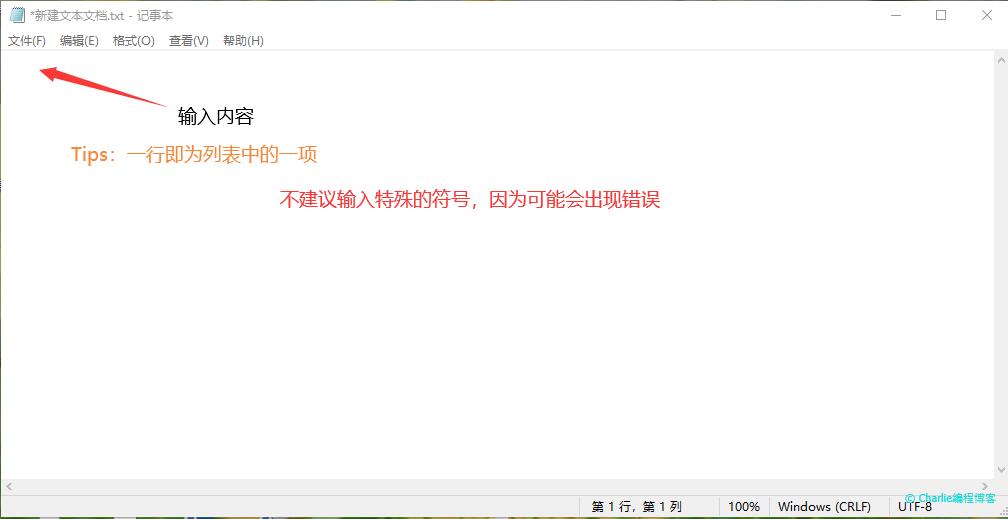 *新建文本文档.txt - 记事本
文件(F) 编辑(E) 格式(O) 查看(V) 帮助(H)
输入内容
Tips：一行即为列表中的一项
不建议输入特殊的符号，因为可能会出现错误
© Charlie编程博客
第 1 行，第 1 列 100% Windows (CRLF) UTF-8